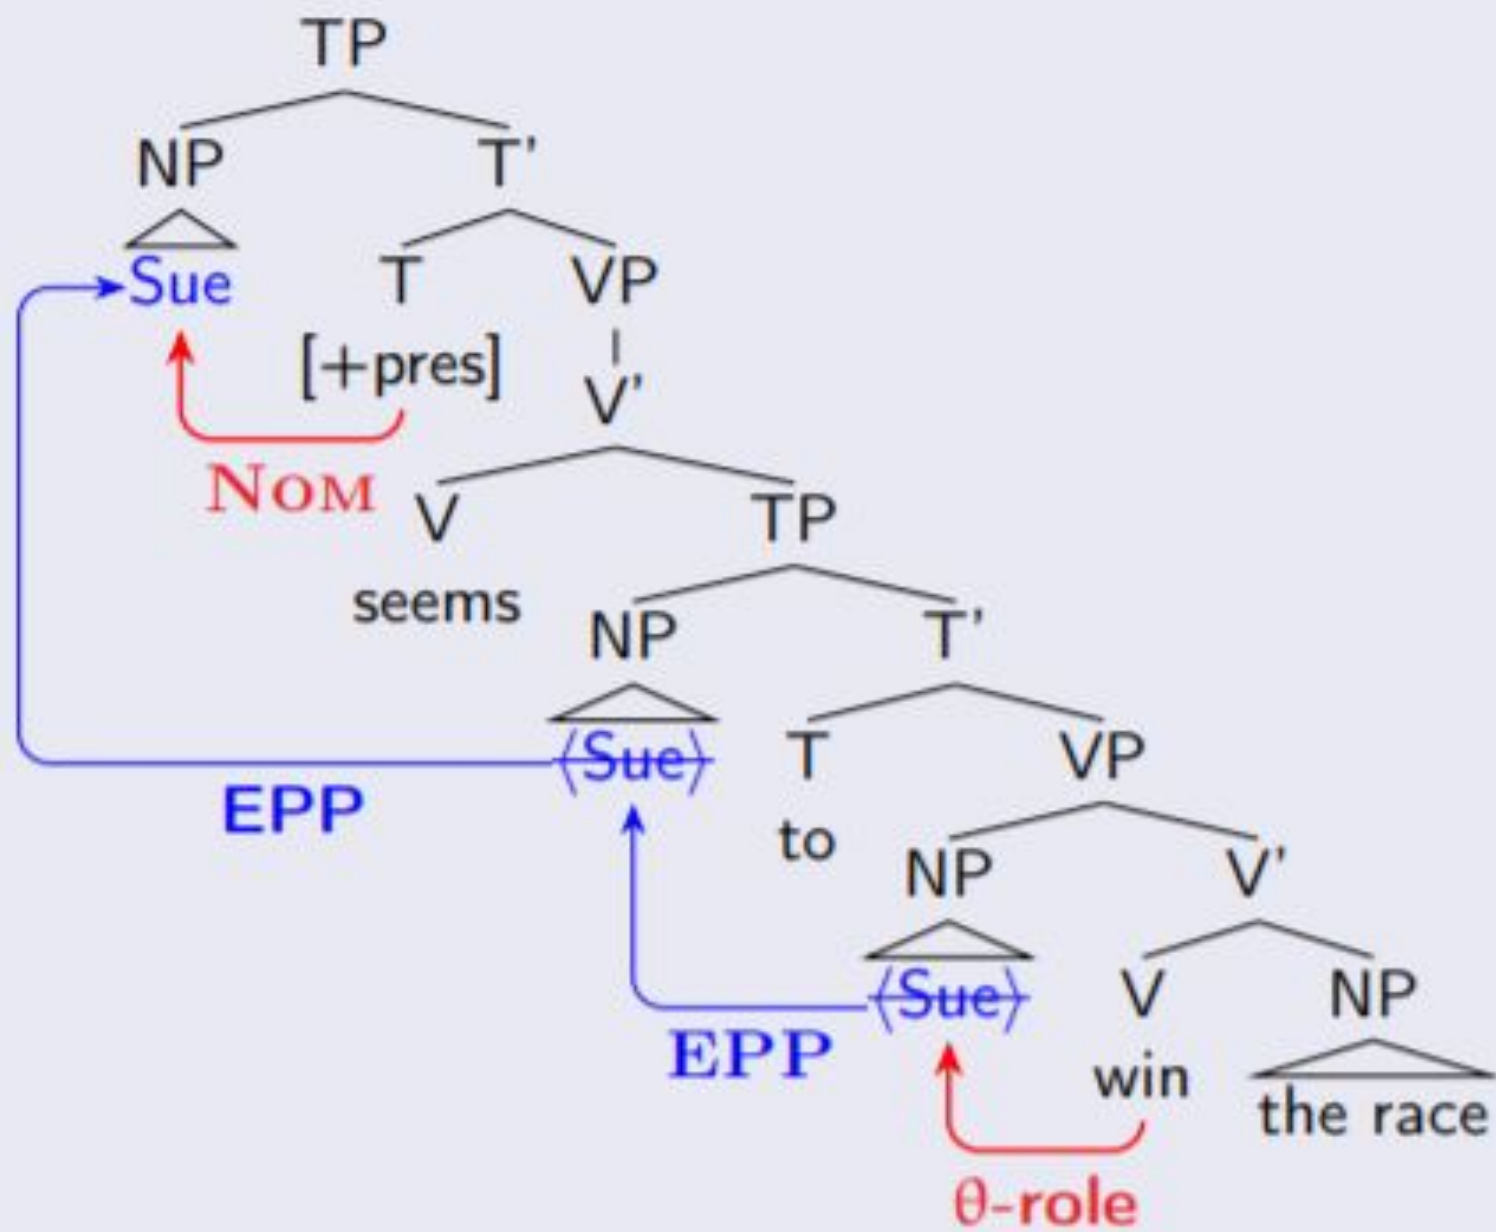 TP
NP T'
Sue T VP
[+pres]
V'
NOM
V TP
seems
NP T'
⟨Sue⟩ T VP
EPP
to
NP V'
⟨Sue⟩ V NP
EPP
win
the race
θ-role